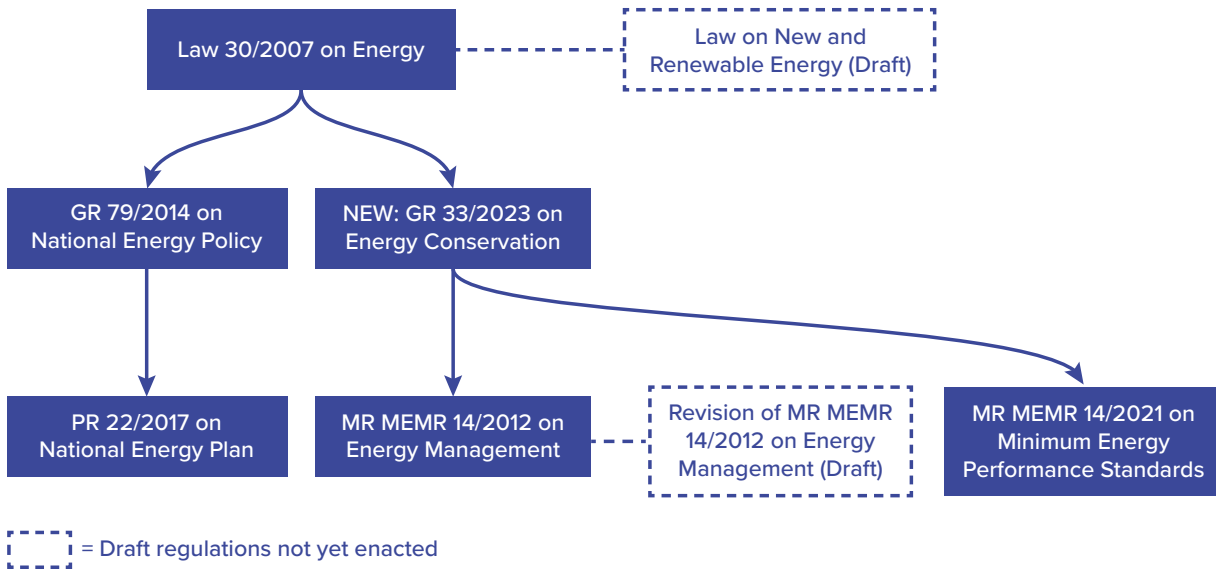 Law 30/2007 on Energy
Law on New and
Renewable Energy (Draft)
GR 79/2014 on
National Energy Policy
NEW: GR 33/2023 on
Energy Conservation
PR 22/2017 on
National Energy Plan
MR MEMR 14/2012 on
Energy Management
Revision of MR MEMR
14/2012 on Energy
Management (Draft)
MR MEMR 14/2021 on
Minimum Energy
Performance Standards
= Draft regulations not yet enacted